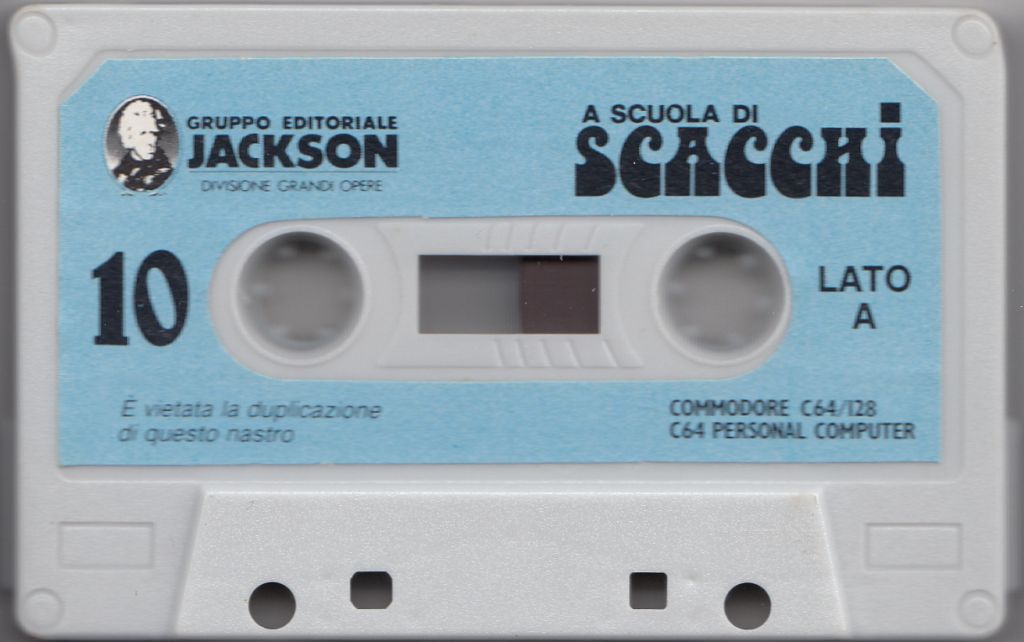 GRUPPO EDITORIALE
JACKSON
DIVISIONE GRANDI OPERE
A SCUOLA DI
SCACCHI
10
LATO
A
È vietata la duplicazione
di questo nastro
COMMODORE C64/128
C64 PERSONAL COMPUTER